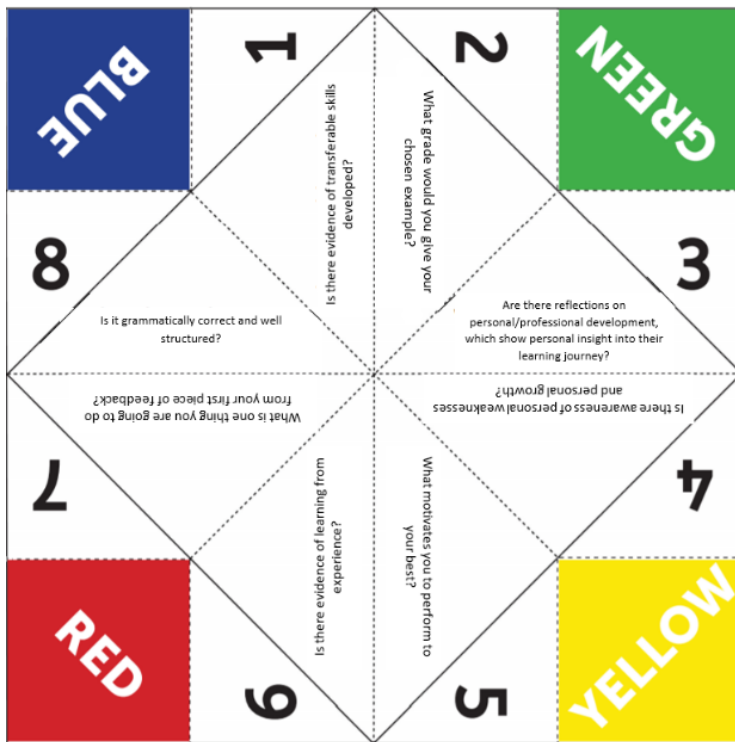 BLUE
1
2
GREEN
Is there evidence of transferable skills
developed?
What grade would you give your
chosen example?
8
3
Is it grammatically correct and well
structured?
Are there reflections on
personal/professional development,
which show personal insight into their
learning journey?
What is one thing you are going to do
from your first piece of feedback?
Is there awareness of personal weaknesses
and personal growth?
7
4
Is there evidence of learning from
experience?
What motivates you to perform to
your best?
RED
6
5
YELLOW